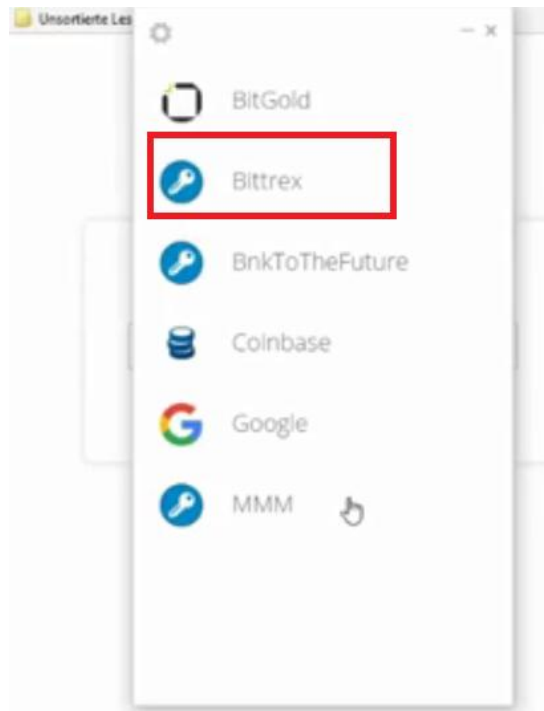 Unsortierte Les
BitGold
Bittrex
BnkToTheFuture
Coinbase
Google
MMM